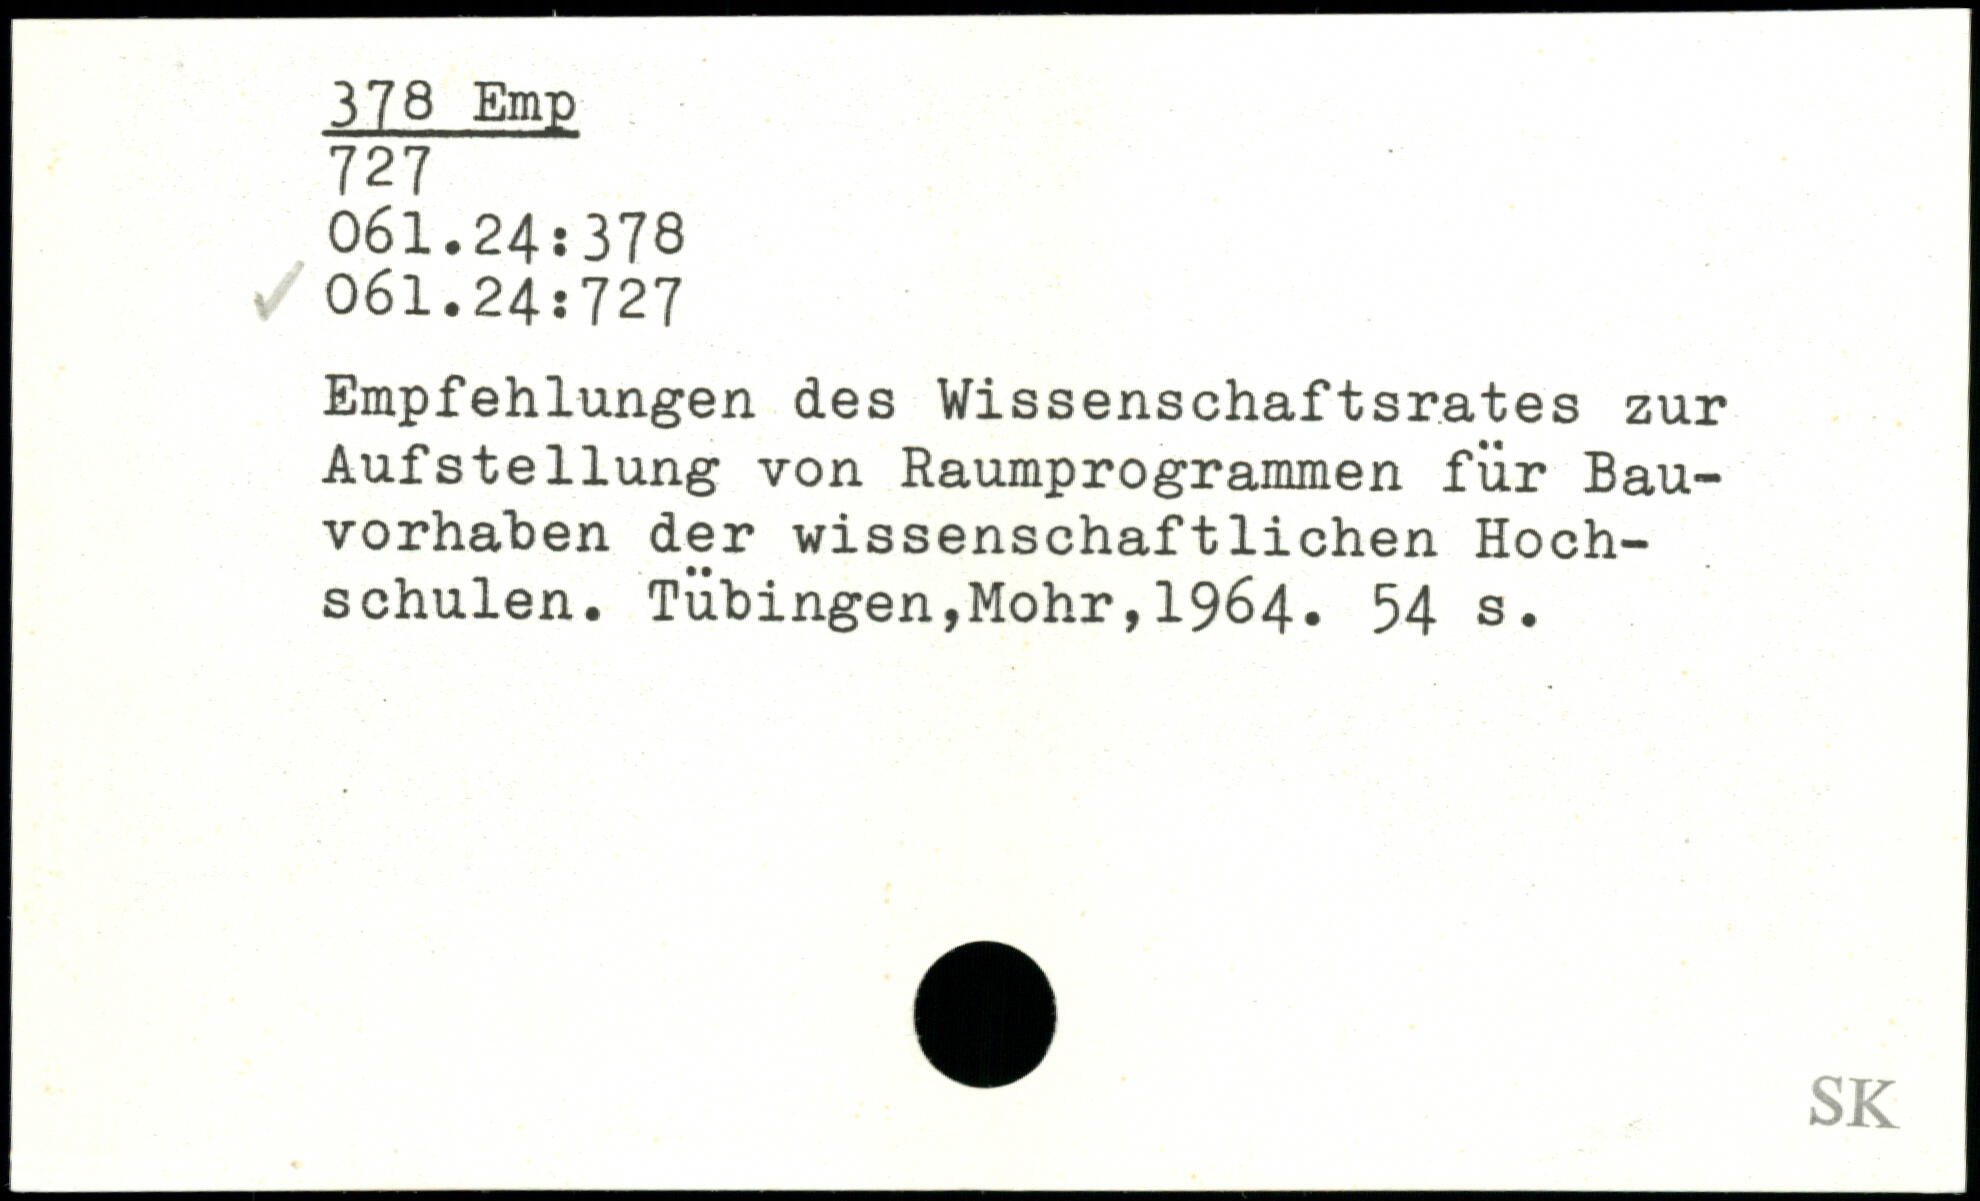 378 Emp
727
061.24:378
✓ 061.24:727
Empfehlungen des Wissenschaftsrates zur
Aufstellung von Raumprogrammen für Bau-
vorhaben der wissenschaftlichen Hoch-
schulen. Tübingen,Mohr,1964. 54 s.
SK